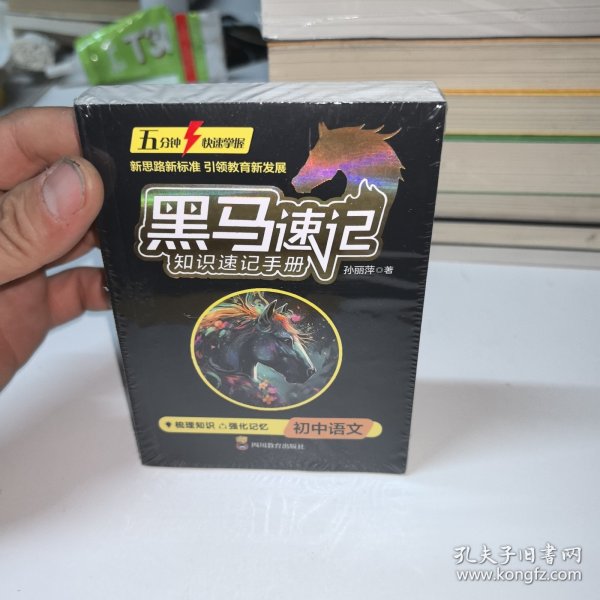 五分钟 快速掌握
新思路新标准 引领教育新发展
黑马速记
知识速记手册
孙丽萍 著
梳理知识 强化记忆
初中语文
四川教育出版社
孔夫子旧书网
www.kongfz.com